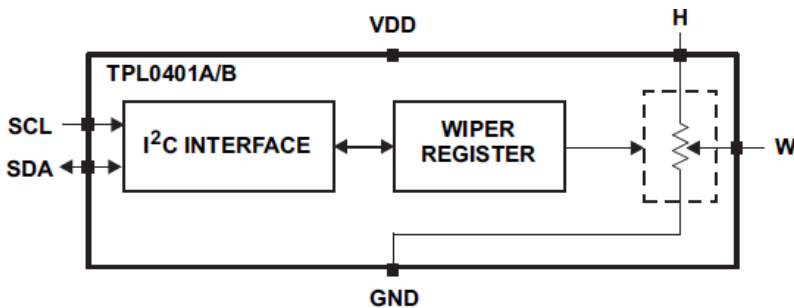 VDD
H
TPL0401A/B
SCL
SDA
I²C INTERFACE
WIPER
REGISTER
W
GND